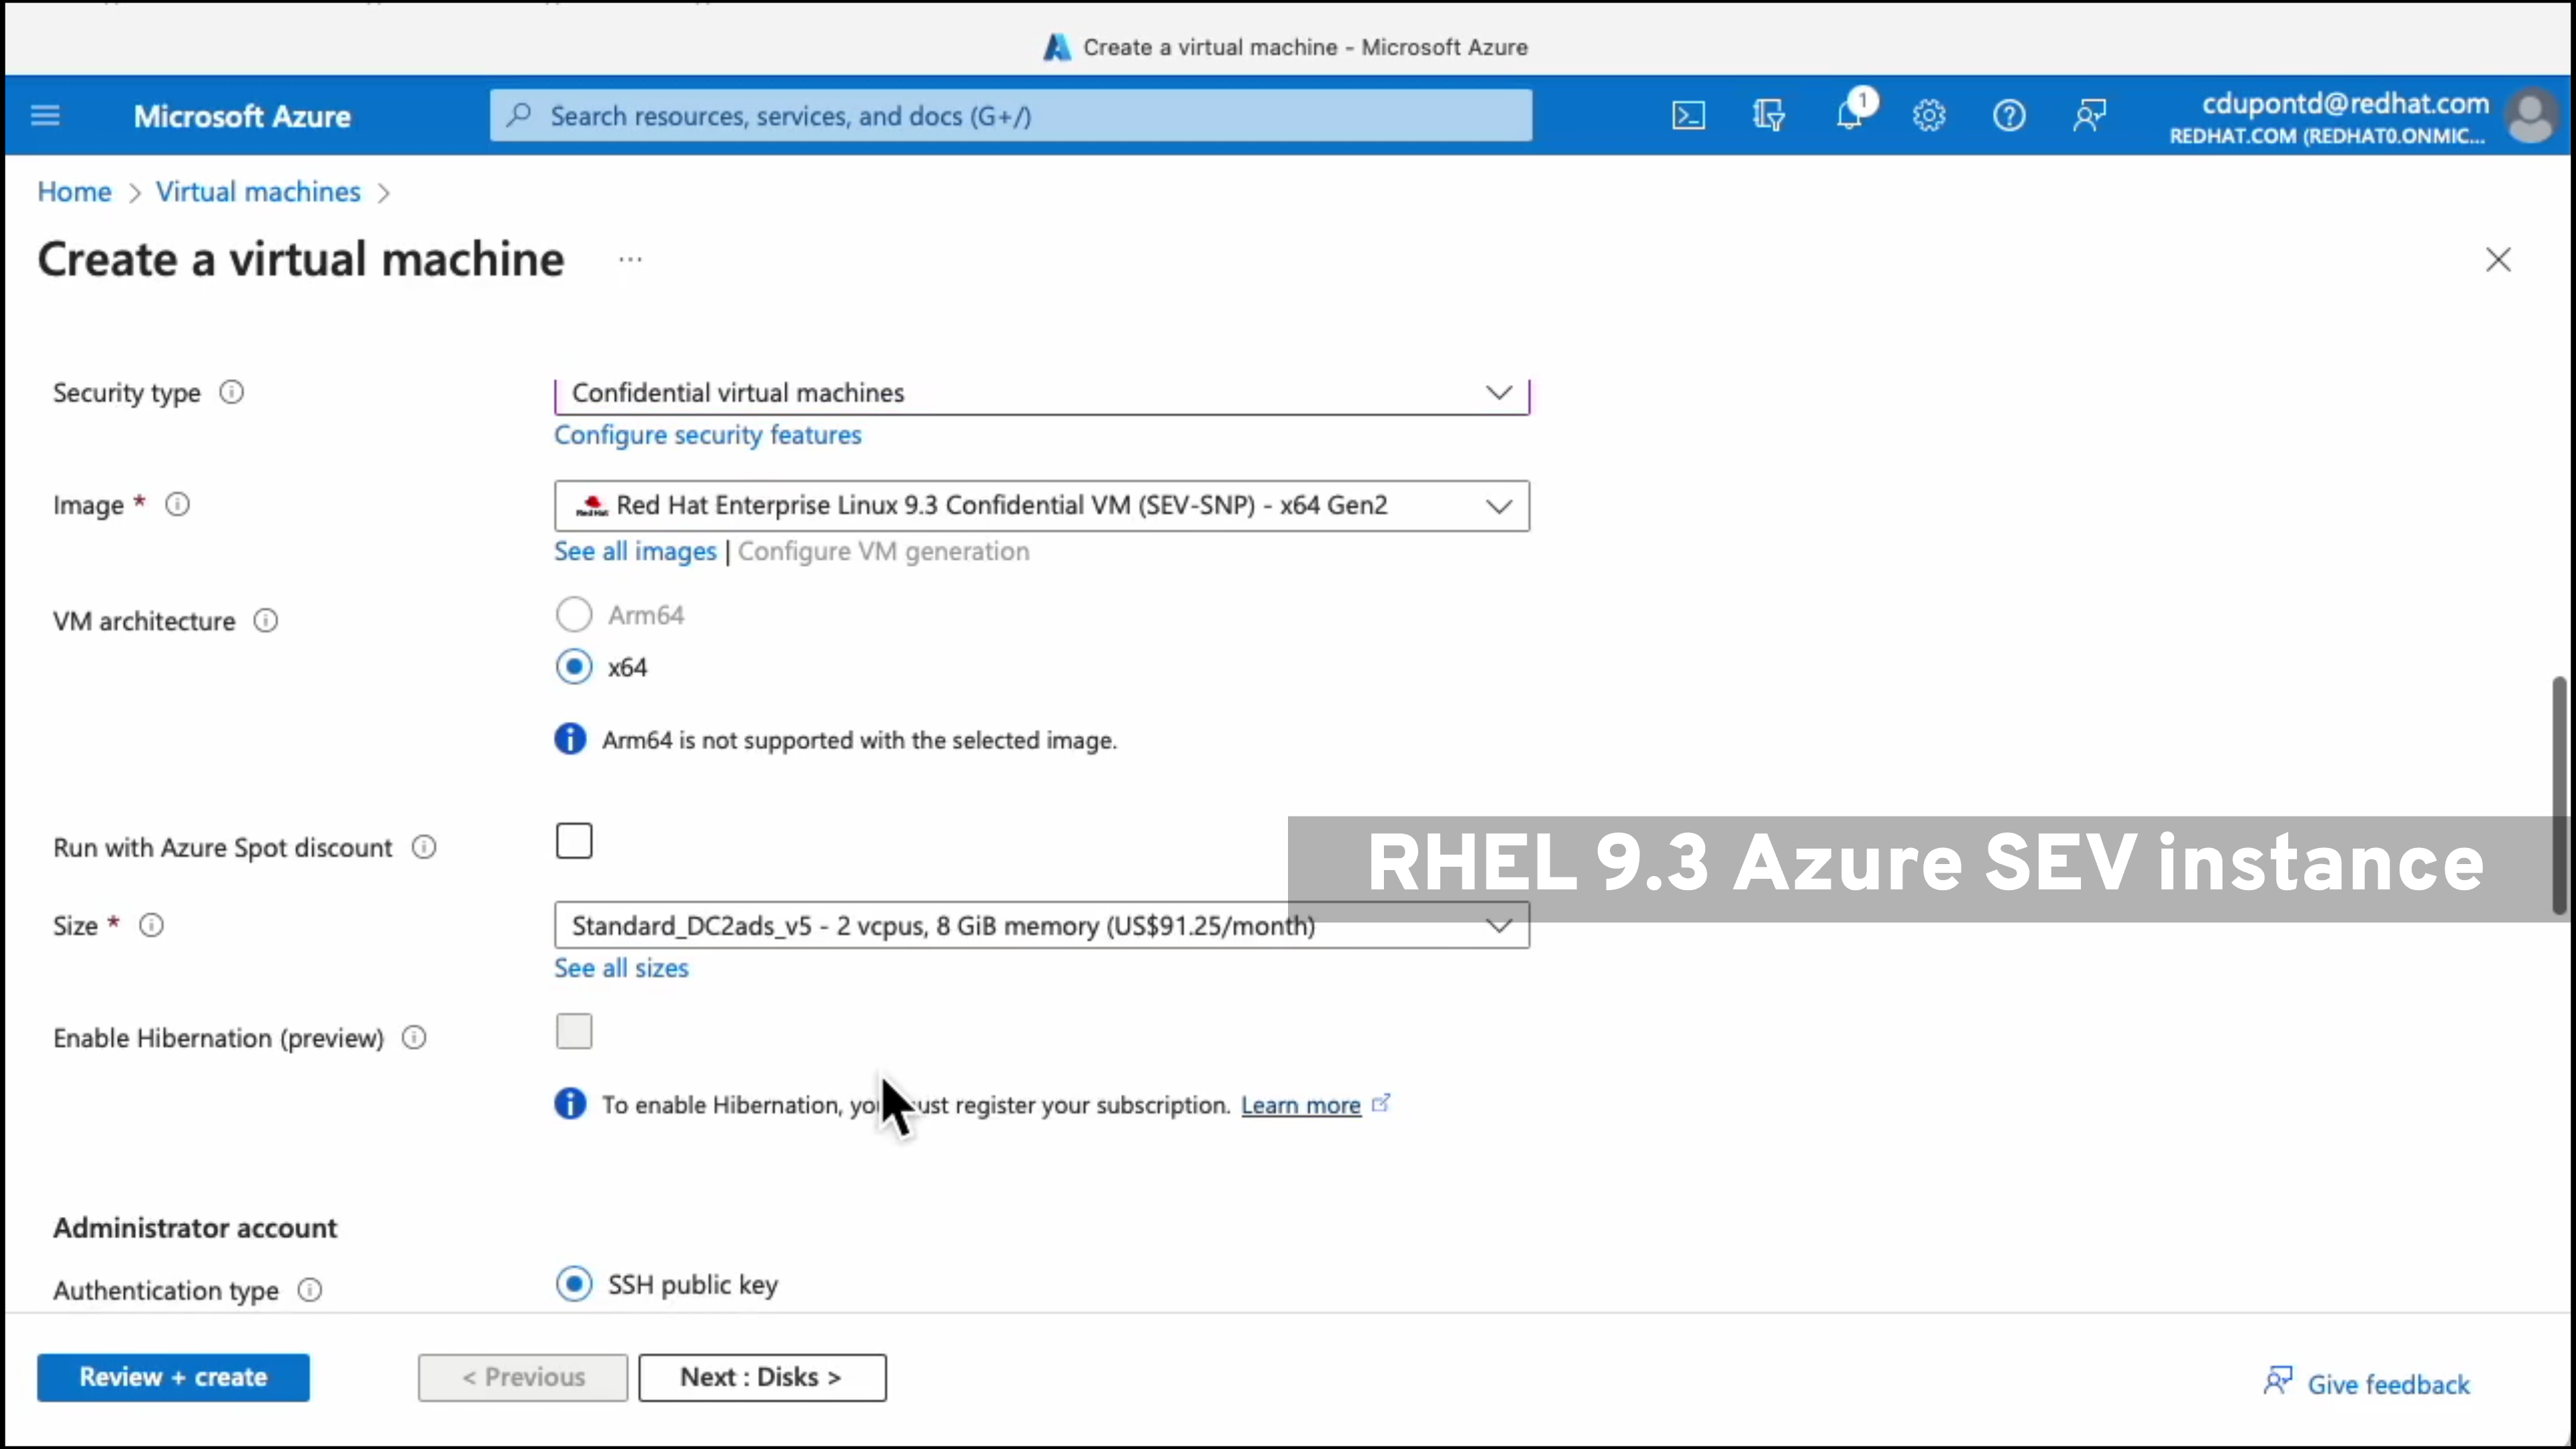 Create a virtual machine - Microsoft Azure
Microsoft Azure
Search resources, services, and docs (G+/)
1
cdupontd@redhat.com
REDHAT.COM (REDHAT0.ONMIC...
Home > Virtual machines >
Create a virtual machine ...
Security type
Confidential virtual machines
Configure security features
Image *
Red Hat Enterprise Linux 9.3 Confidential VM (SEV-SNP) - x64 Gen2
See all images | Configure VM generation
VM architecture
Arm64
x64
Arm64 is not supported with the selected image.
Run with Azure Spot discount
RHEL 9.3 Azure SEV instance
Size *
Standard_DC2ads_v5 - 2 vcpus, 8 GiB memory (US$91.25/month)
See all sizes
Enable Hibernation (preview)
To enable Hibernation, you must register your subscription. Learn more
Administrator account
Authentication type
SSH public key
Review + create
< Previous
Next : Disks >
Give feedback